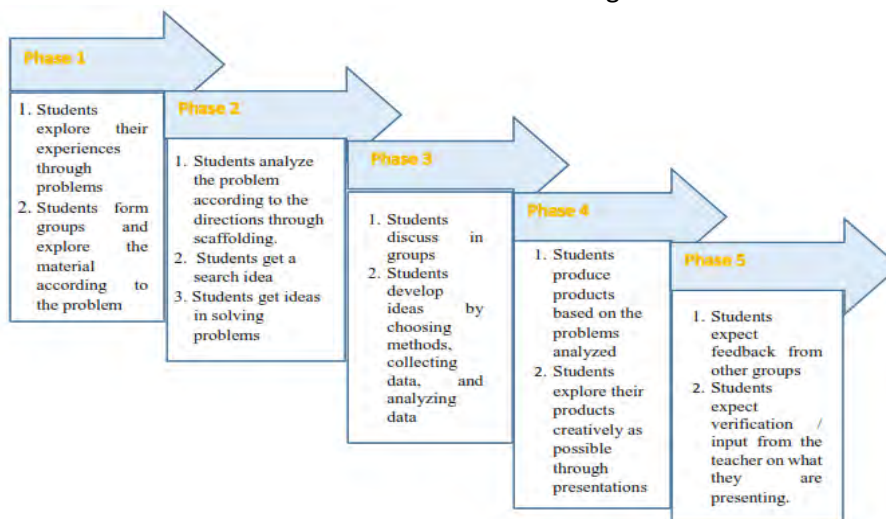 Phase 1
1. Students
explore their
experiences
through
problems
2. Students form
groups and
explore the
material
according to
the problem
Phase 2
1. Students analyze
the problem
according to the
directions through
scaffolding.
2. Students get a
search idea
3. Students get ideas
in solving
problems
Phase 3
1. Students
discuss in
groups
2. Students
develop
ideas by
choosing
methods,
collecting
data, and
analyzing
data
Phase 4
1. Students
produce
products
based on the
problems
analyzed
2. Students
explore their
products
creatively as
possible
through
presentations
Phase 5
1. Students
expect
feedback from
other groups
2. Students
expect
verification /
input from the
teacher on what
they are
presenting.